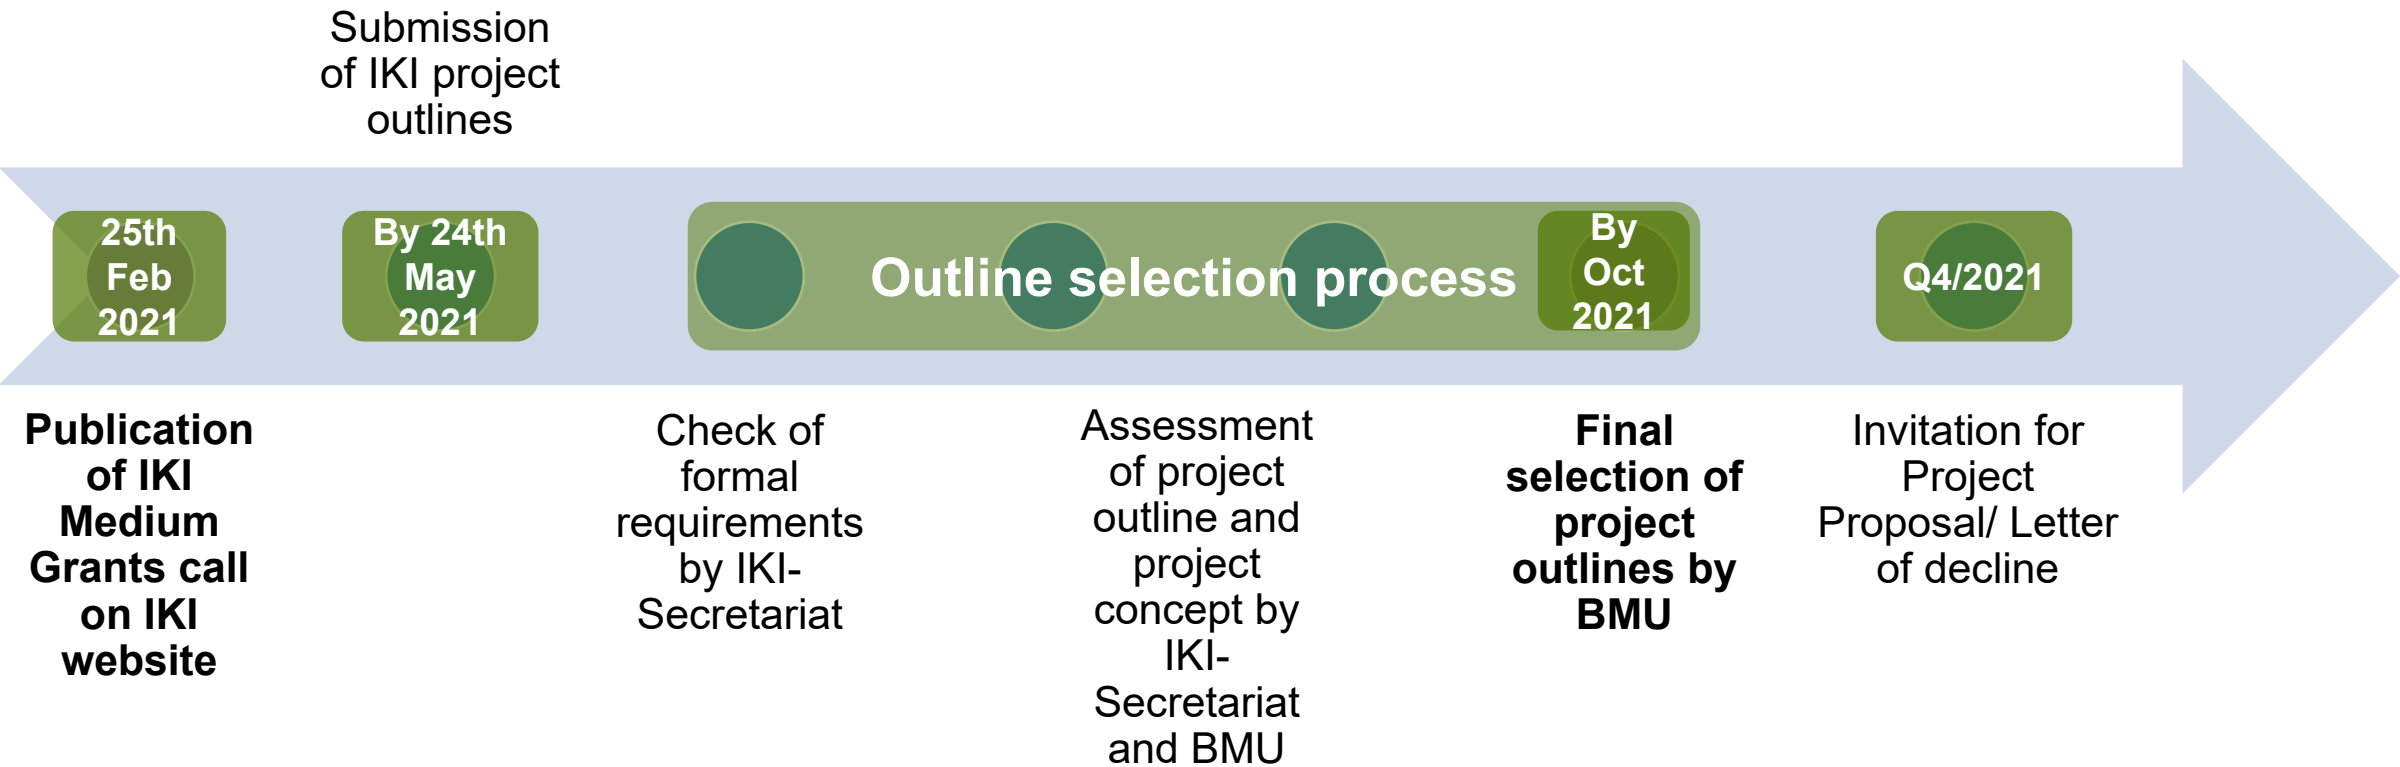 Submission
of IKI project
outlines
25th
Feb
2021
By 24th
May
2021
Outline selection process
By
Oct
2021
Q4/2021
Publication
of IKI
Medium
Grants call
on IKI
website
Check of
formal
requirements
by IKI-
Secretariat
Assessment
of project
outline and
project
concept by
IKI-
Secretariat
and BMU
Final
selection of
project
outlines by
BMU
Invitation for
Project
Proposal/ Letter
of decline